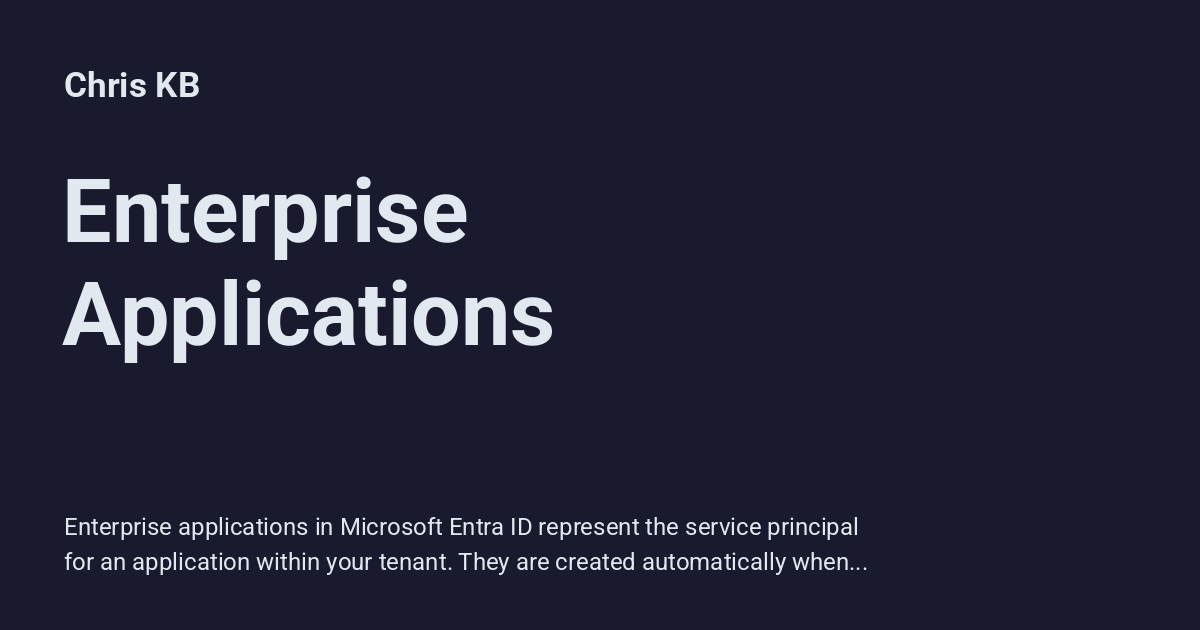 Chris KB
Enterprise
Applications
Enterprise applications in Microsoft Entra ID represent the service principal
for an application within your tenant. They are created automatically when...